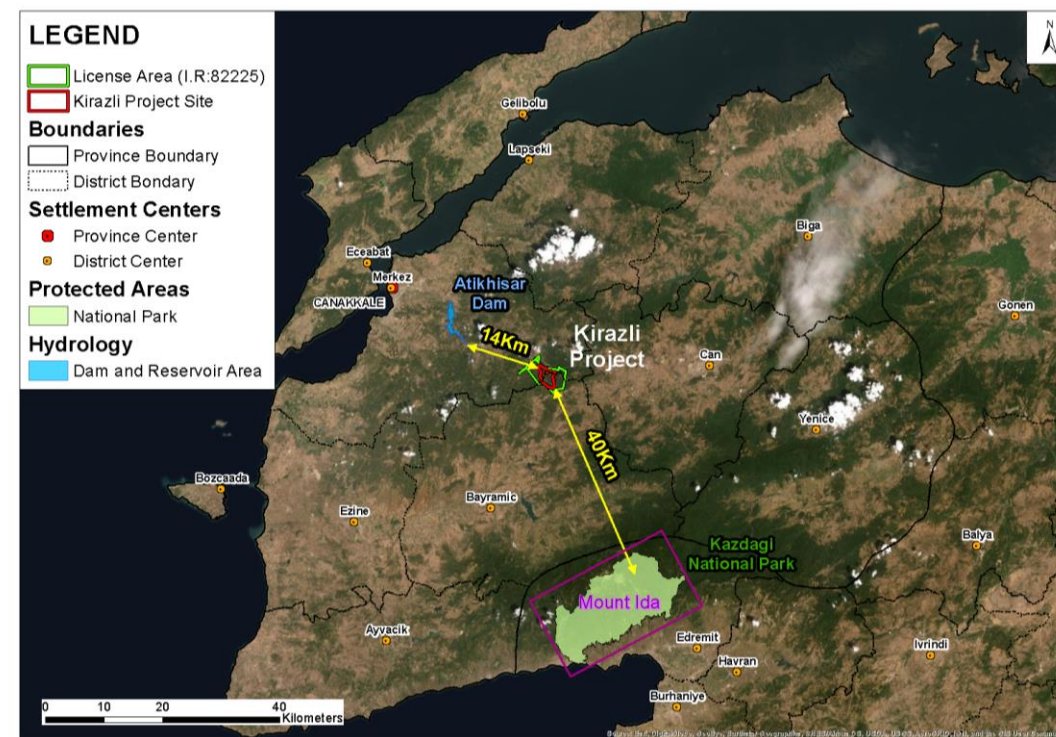 LEGEND
License Area (I.R:82225)
Kirazli Project Site
Boundaries
Province Boundary
District Bondary
Settlement Centers
Province Center
District Center
Protected Areas
National Park
Hydrology
Dam and Reservoir Area
N
Gelibolu
Lapseki
Biga
Eceabat
Merkez
CANAKKALE
Atikhisar
Dam
Gonen
14Km
Kirazli
Project
Can
Yenice
40Km
Bozcaada
Bayramic
Ezine
Balya
Kazdagi
National Park
Mount Ida
Ayvacik
Edremit
Ivrindi
Havran
Burhaniye
0 10 20 40
Kilometers